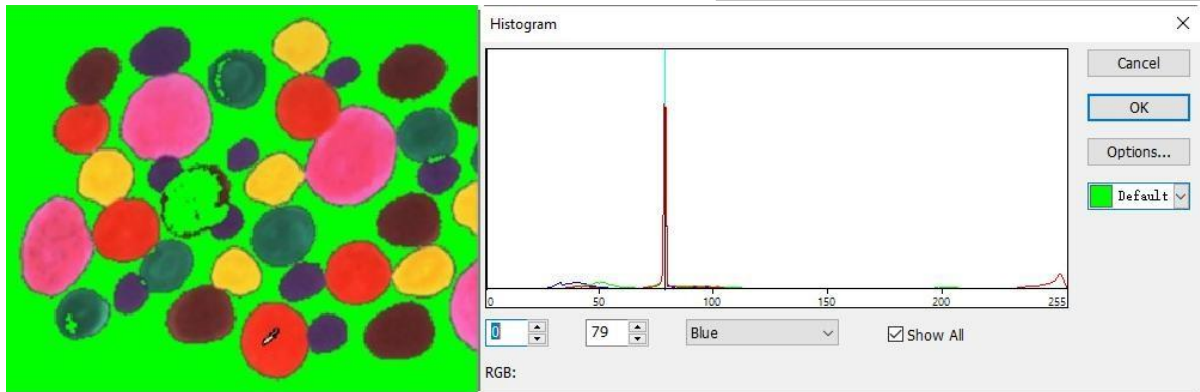 Histogram
Cancel
OK
Options...
Default
0 50 100 150 200 255
0 79 Blue Show All
RGB: